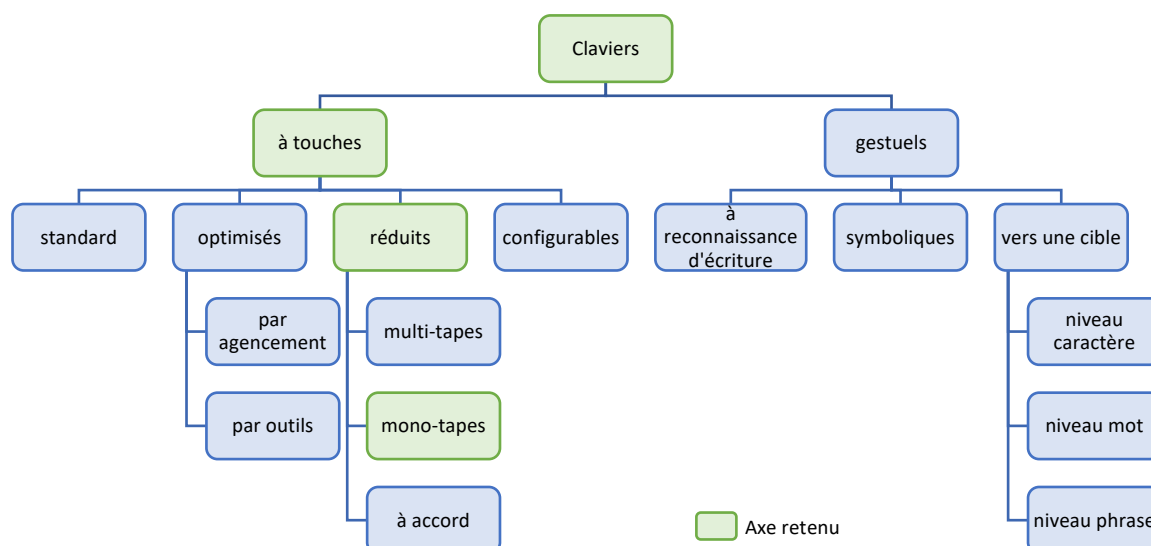 Claviers
à touches
gestuels
standard
optimisés
réduits
configurables
à
reconnaissance
d'écriture
symboliques
vers une cible
par
agencement
multi-tapes
niveau
caractère
par outils
mono-tapes
niveau mot
à accord
niveau phrase
Axe retenu